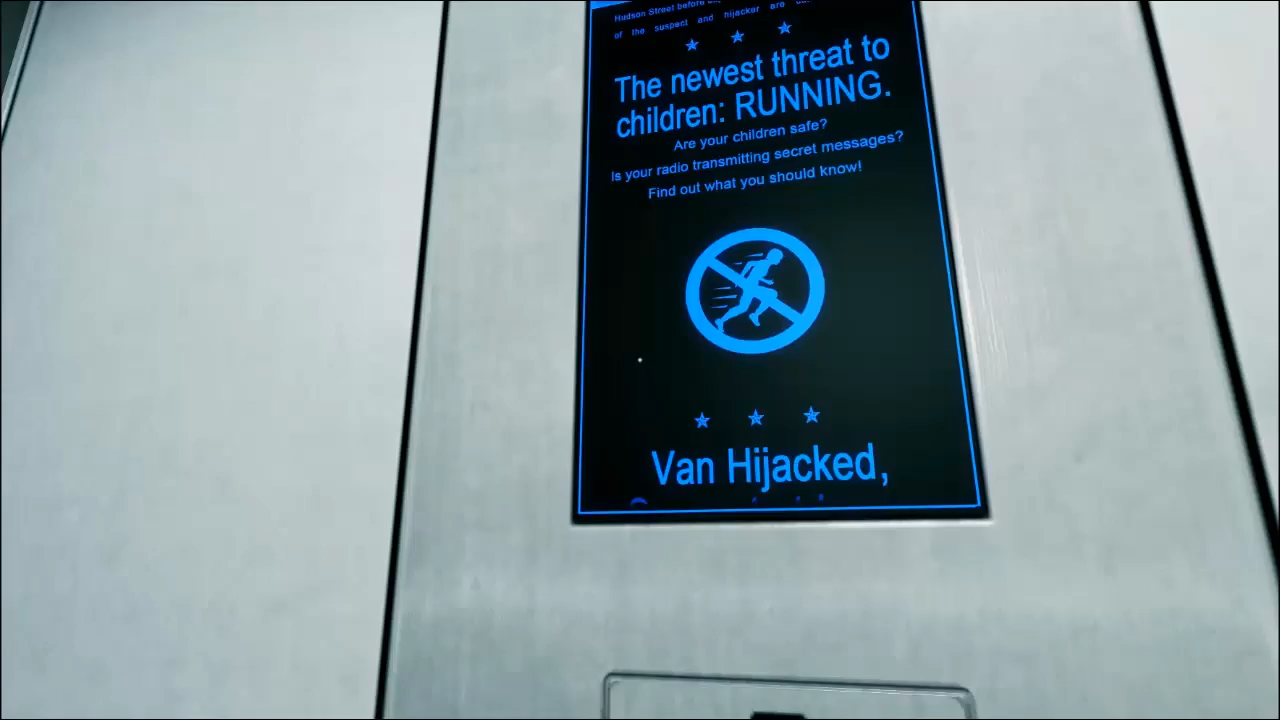 Hudson Street before
of the suspect and hijacker are
The newest threat to
children: RUNNING.
Are your children safe?
Is your radio transmitting secret messages?
Find out what you should know!
Van Hijacked,